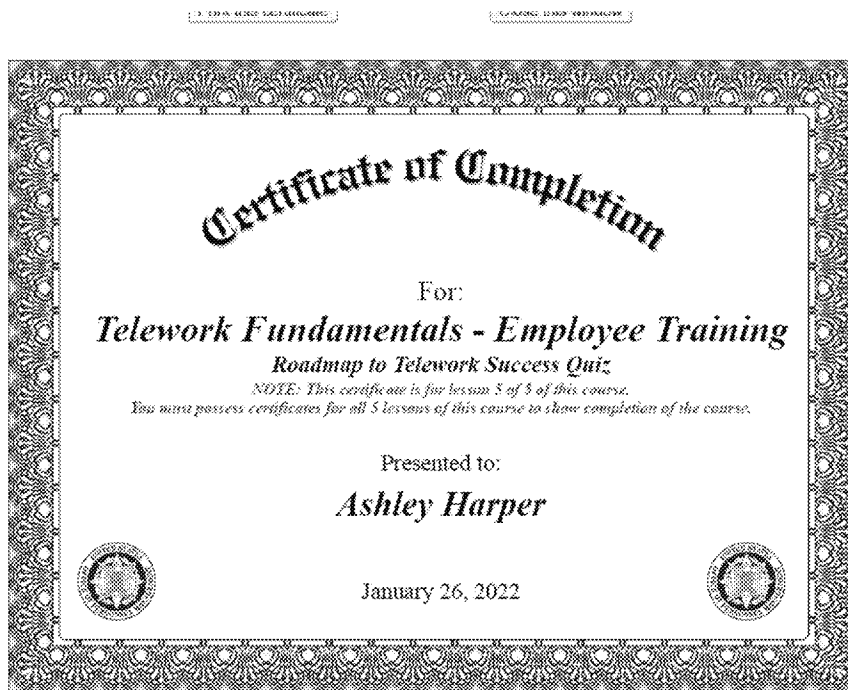 Certificate of Completion
For:
Telework Fundamentals - Employee Training
Roadmap to Telework Success Quiz
NOTE: This certificate is for lesson 5 of 5 of this course.
You must possess certificates for all 5 lessons of this course to show completion of the course.
Presented to:
Ashley Harper
January 26, 2022